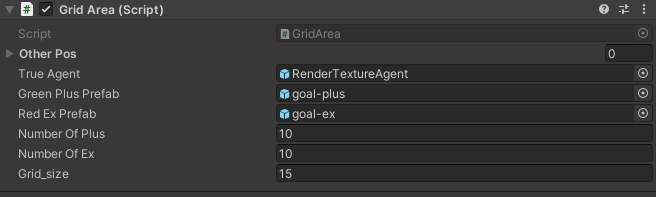 Grid Area (Script)
Script GridArea
Other Pos 0
True Agent RenderTextureAgent
Green Plus Prefab goal-plus
Red Ex Prefab goal-ex
Number Of Plus 10
Number Of Ex 10
Grid_size 15